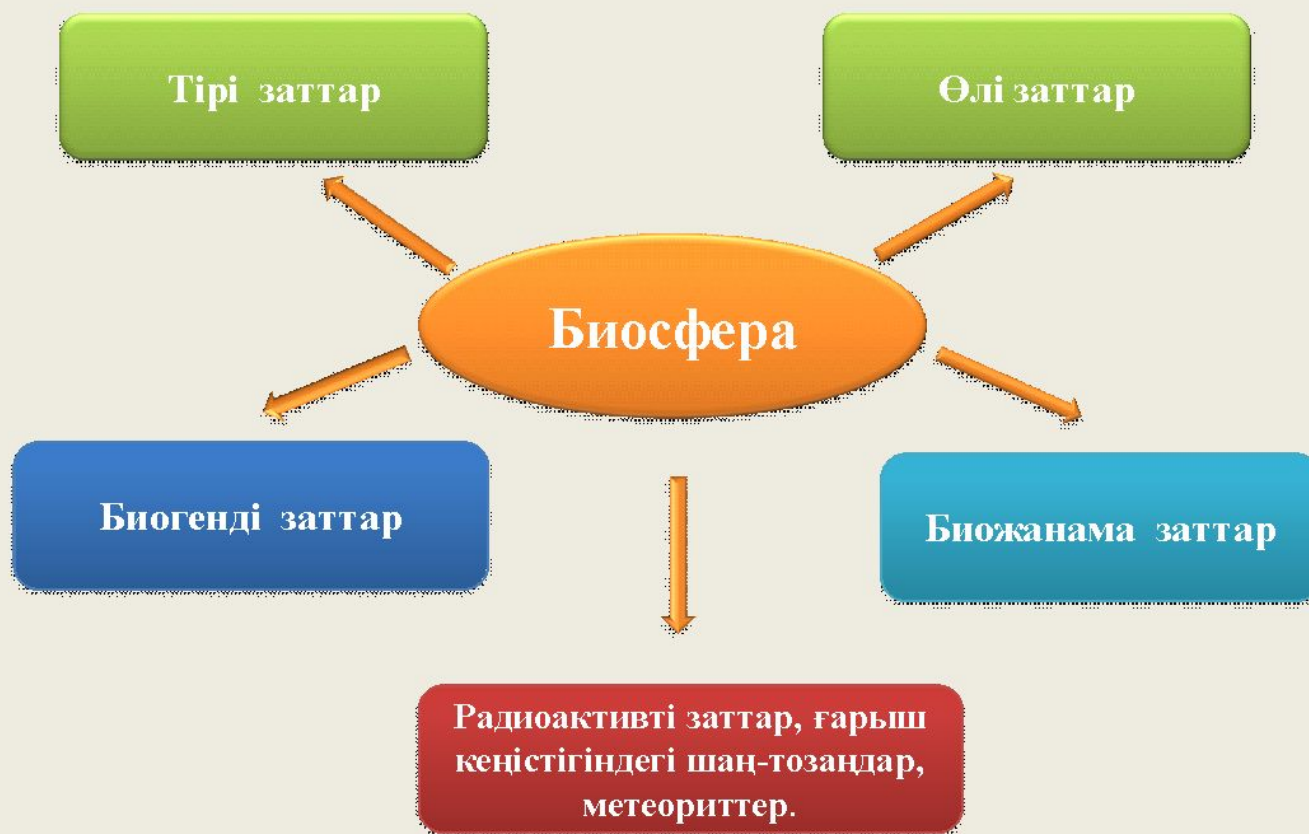 Тірі заттар
Өлі заттар
Биосфера
Биогенді заттар
Биожанама заттар
Радиоактивті заттар, ғарыш
кеңістігіндегі шаң-тозаңдар,
метеориттер.